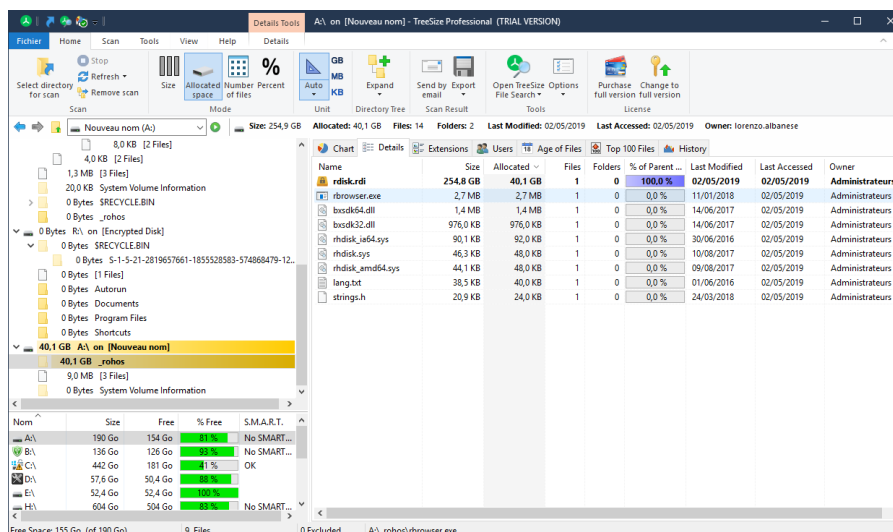 Details Tools A:\ on [Nouveau nom] - TreeSize Professional (TRIAL VERSION)
Fichier Home Scan Tools View Help Details
Select directory for scan
Stop
Refresh
Remove scan
Scan
Size
Allocated space
Number of files
Percent
Mode
Auto
GB
MB
KB
Unit
Expand
Directory Tree
Send by email
Export
Scan Result
Open TreeSize File Search
Options
Tools
Purchase full version
Change to full version
License
Nouveau nom (A:)
Size: 254,9 GB Allocated: 40,1 GB Files: 14 Folders: 2 Last Modified: 02/05/2019 Last Accessed: 02/05/2019 Owner: lorenzo.albanese
8,0 KB [2 Files]
4,0 KB [2 Files]
1,3 MB [3 Files]
20,0 KB System Volume Information
0 Bytes $RECYCLE.BIN
0 Bytes _rohos
0 Bytes R:\ on [Encrypted Disk]
0 Bytes $RECYCLE.BIN
0 Bytes S-1-5-21-2819657661-1855528583-574868479-12...
0 Bytes [1 Files]
0 Bytes Autorun
0 Bytes Documents
0 Bytes Program Files
0 Bytes Shortcuts
40,1 GB A:\ on [Nouveau nom]
40,1 GB _rohos
9,0 MB [3 Files]
0 Bytes System Volume Information
Chart Details Extensions Users Age of Files Top 100 Files History
Name Size Allocated Files Folders % of Parent ... Last Modified Last Accessed Owner
rdisk.rdi 254,8 GB 40,1 GB 1 0 100,0 % 02/05/2019 02/05/2019 Administrateurs
rbrowser.exe 2,7 MB 2,7 MB 1 0 0,0 % 11/01/2018 02/05/2019 Administrateurs
bxsdk64.dll 1,4 MB 1,4 MB 1 0 0,0 % 14/06/2017 02/05/2019 Administrateurs
bxsdk32.dll 976,0 KB 976,0 KB 1 0 0,0 % 14/06/2017 02/05/2019 Administrateurs
rhdisk_ia64.sys 90,1 KB 92,0 KB 1 0 0,0 % 30/06/2016 02/05/2019 Administrateurs
rhdisk.sys 46,3 KB 48,0 KB 1 0 0,0 % 10/08/2017 02/05/2019 Administrateurs
rhdisk_amd64.sys 44,1 KB 48,0 KB 1 0 0,0 % 09/08/2017 02/05/2019 Administrateurs
lang.txt 38,5 KB 40,0 KB 1 0 0,0 % 01/06/2016 02/05/2019 Administrateurs
strings.h 20,9 KB 24,0 KB 1 0 0,0 % 24/03/2018 02/05/2019 Administrateurs
Nom Size Free % Free S.M.A.R.T.
A:\ 190 Go 154 Go 81 % No SMART...
B:\ 136 Go 126 Go 93 % No SMART...
C:\ 442 Go 181 Go 41 % OK
D:\ 57,6 Go 50,4 Go 88 %
E:\ 52,4 Go 52,4 Go 100 %
H:\ 604 Go 504 Go 83 % No SMART...
Free Space: 155 Go (of 190 Go) 9 Files 0 Excluded A:\_rohos\rbrowser.exe